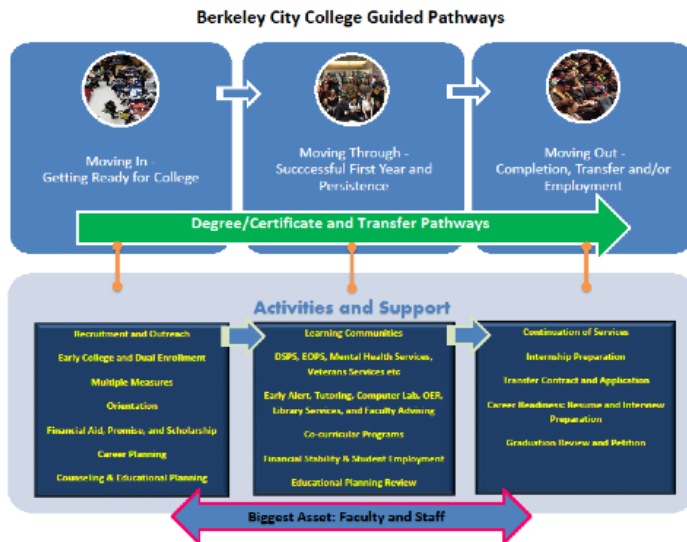 Berkeley City College Guided Pathways
Moving In -
Getting Ready for College
Moving Through -
Succcessful First Year and
Persistence
Moving Out -
Completion, Transfer and/or
Employment
Degree/Certificate and Transfer Pathways
Activities and Support
Recruitment and Outreach
Early College and Dual Enrollment
Multiple Measures
Orientation
Financial Aid, Promise, and Scholarship
Career Planning
Counseling & Educational Planning
Learning Communities
DSPS, EOPS, Mental Health Services,
Veterans Services etc
Early Alert, Tutoring, Computer Lab, OER,
Library Services, and Faculty Advising
Co-curricular Programs
Financial Stability & Student Employment
Educational Planning Review
Continuation of Services
Internship Preparation
Transfer Contract and Application
Career Readiness: Resume and Interview
Preparation
Graduation Review and Petition
Biggest Asset: Faculty and Staff